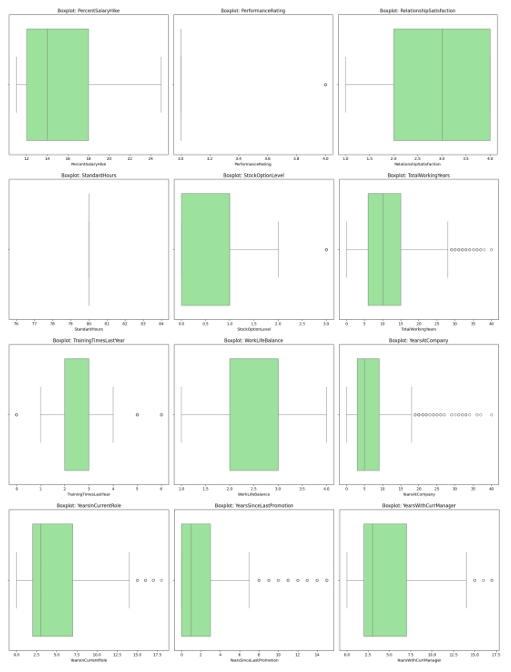 Boxplot: PercentSalaryHike
12 14 16 18 20 22 24
PercentSalaryHike
Boxplot: PerformanceRating
3.0 3.2 3.4 3.6 3.8 4.0
PerformanceRating
Boxplot: RelationshipSatisfaction
1.0 1.5 2.0 2.5 3.0 3.5 4.0
RelationshipSatisfaction
Boxplot: StandardHours
76 77 78 79 80 81 82 83 84
StandardHours
Boxplot: StockOptionLevel
0.0 0.5 1.0 1.5 2.0 2.5 3.0
StockOptionLevel
Boxplot: TotalWorkingYears
0 5 10 15 20 25 30 35 40
TotalWorkingYears
Boxplot: TrainingTimesLastYear
0 1 2 3 4 5 6
TrainingTimesLastYear
Boxplot: WorkLifeBalance
1.0 1.5 2.0 2.5 3.0 3.5 4.0
WorkLifeBalance
Boxplot: YearsAtCompany
0 5 10 15 20 25 30 35 40
YearsAtCompany
Boxplot: YearsInCurrentRole
0.0 2.5 5.0 7.5 10.0 12.5 15.0 17.5
YearsInCurrentRole
Boxplot: YearsSinceLastPromotion
0 2 4 6 8 10 12 14
YearsSinceLastPromotion
Boxplot: YearsWithCurrManager
0.0 2.5 5.0 7.5 10.0 12.5 15.0 17.5
YearsWithCurrManager